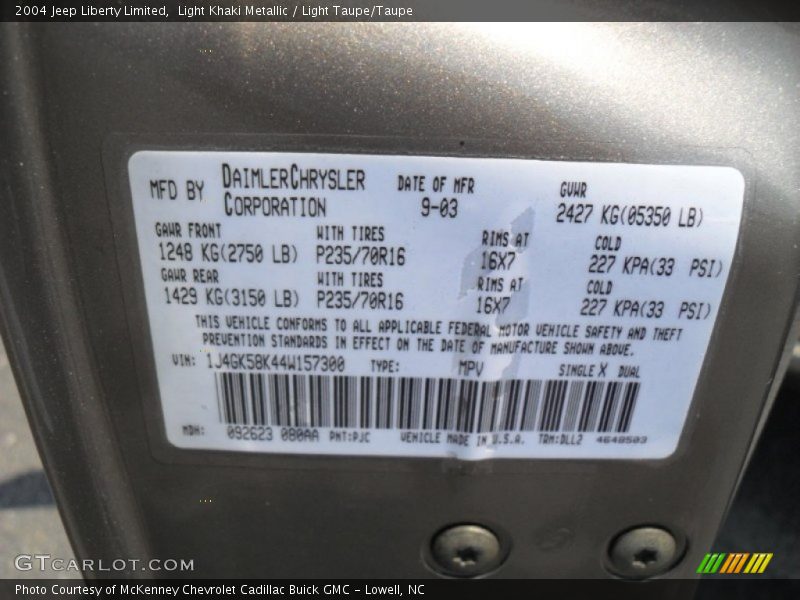 2004 Jeep Liberty Limited,  Light Khaki Metallic / Light Taupe/Taupe
MFD BY DAIMLERCHRYSLER CORPORATION
DATE OF MFR 9-03
GVWR 2427 KG(05350 LB)
GAWR FRONT WITH TIRES RIMS AT COLD
1248 KG(2750 LB) P235/70R16 16X7 227 KPA(33 PSI)
GAWR REAR WITH TIRES RIMS AT COLD
1429 KG(3150 LB) P235/70R16 16X7 227 KPA(33 PSI)
THIS VEHICLE CONFORMS TO ALL APPLICABLE FEDERAL MOTOR VEHICLE SAFETY AND THEFT
PREVENTION STANDARDS IN EFFECT ON THE DATE OF MANUFACTURE SHOWN ABOVE.
VIN: 1J4GK58K44W157300 TYPE: MPV SINGLE X DUAL
MDH: 092623 080AA PNT:PJC VEHICLE MADE IN U.S.A. TRM:DLL2 4648503
GTCARLOT.COM
Photo Courtesy of McKenney Chevrolet Cadillac Buick GMC – Lowell, NC